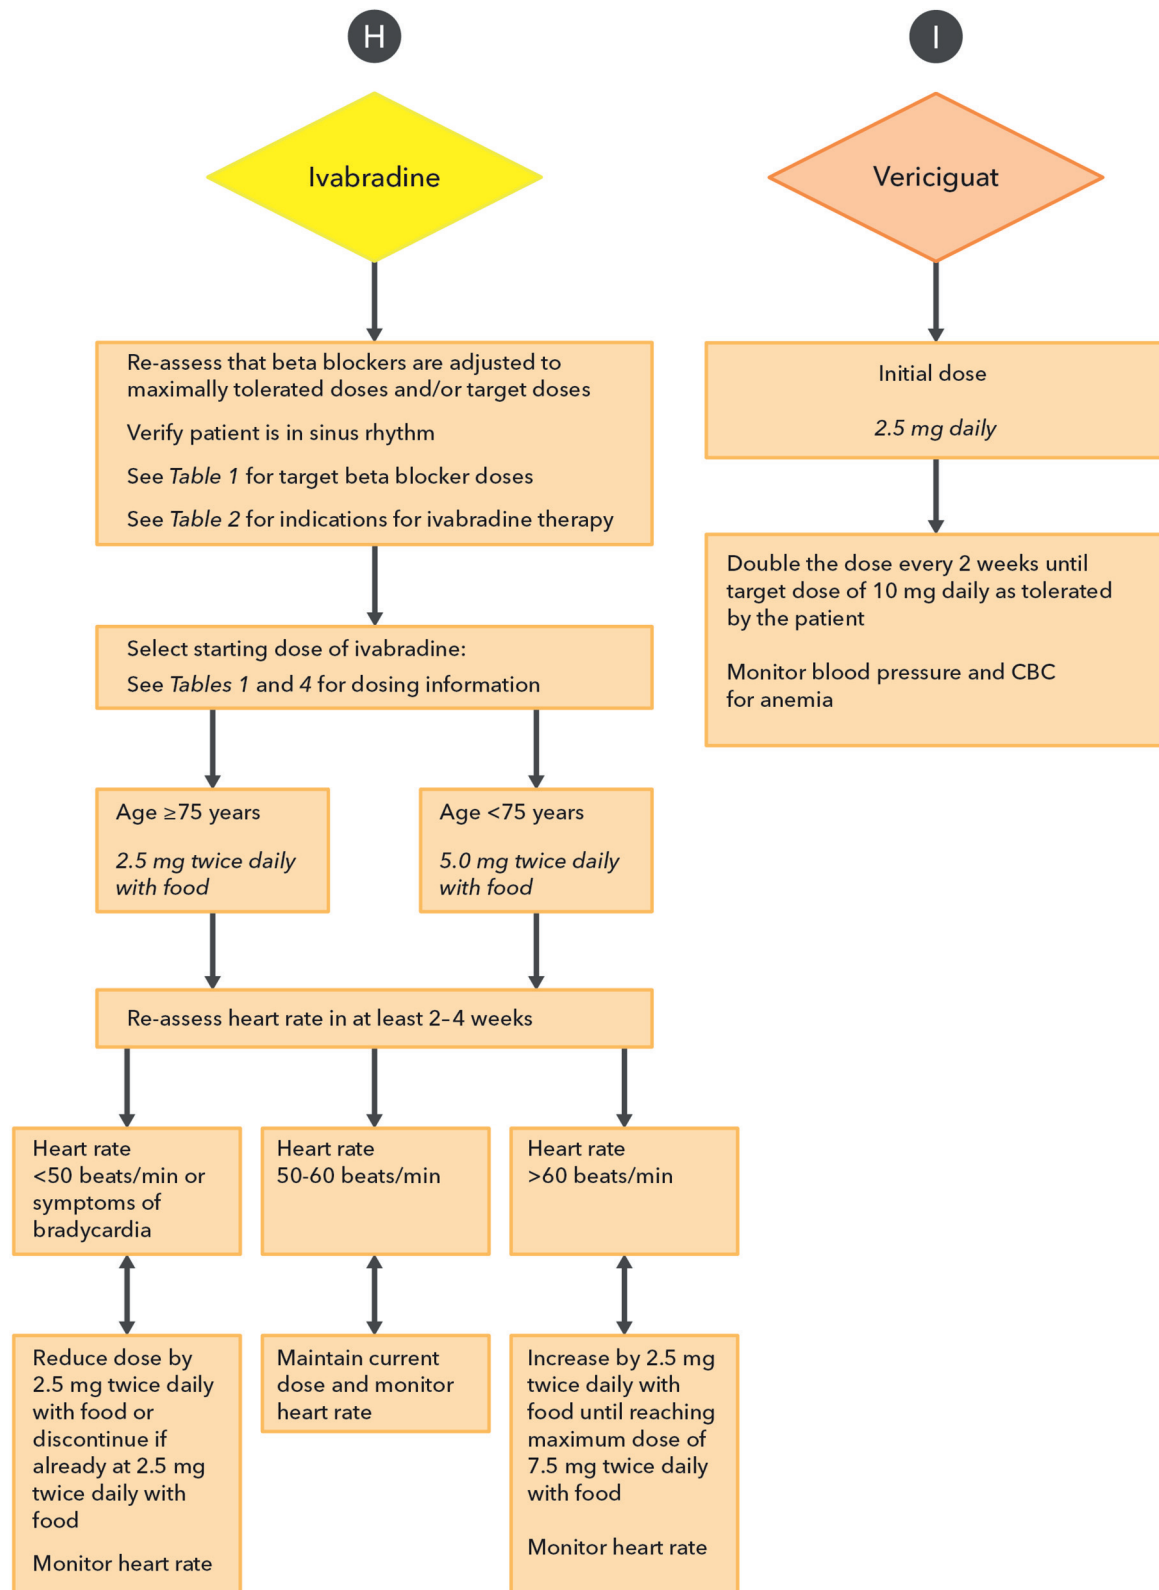 H
Ivabradine
Re-assess that beta blockers are adjusted to
maximally tolerated doses and/or target doses
Verify patient is in sinus rhythm
See Table 1 for target beta blocker doses
See Table 2 for indications for ivabradine therapy
Select starting dose of ivabradine:
See Tables 1 and 4 for dosing information
Age ≥75 years
2.5 mg twice daily
with food
Age <75 years
5.0 mg twice daily
with food
Re-assess heart rate in at least 2–4 weeks
Heart rate
<50 beats/min or
symptoms of
bradycardia
Heart rate
50-60 beats/min
Heart rate
>60 beats/min
Reduce dose by
2.5 mg twice daily
with food or
discontinue if
already at 2.5 mg
twice daily with
food
Monitor heart rate
Maintain current
dose and monitor
heart rate
Increase by 2.5 mg
twice daily with
food until reaching
maximum dose of
7.5 mg twice daily
with food
Monitor heart rate
I
Vericiguat
Initial dose
2.5 mg daily
Double the dose every 2 weeks until
target dose of 10 mg daily as tolerated
by the patient
Monitor blood pressure and CBC
for anemia